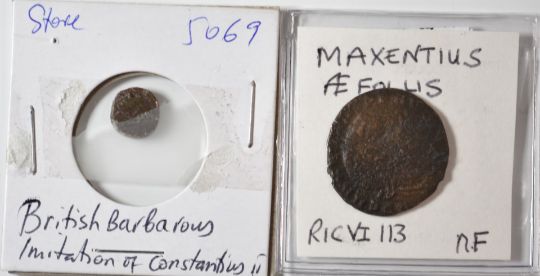 Store 5069
British Barbarous
Imitation of Constantius II
MAXENTIUS
Æ FOLLIS
RIC VI 113 nF